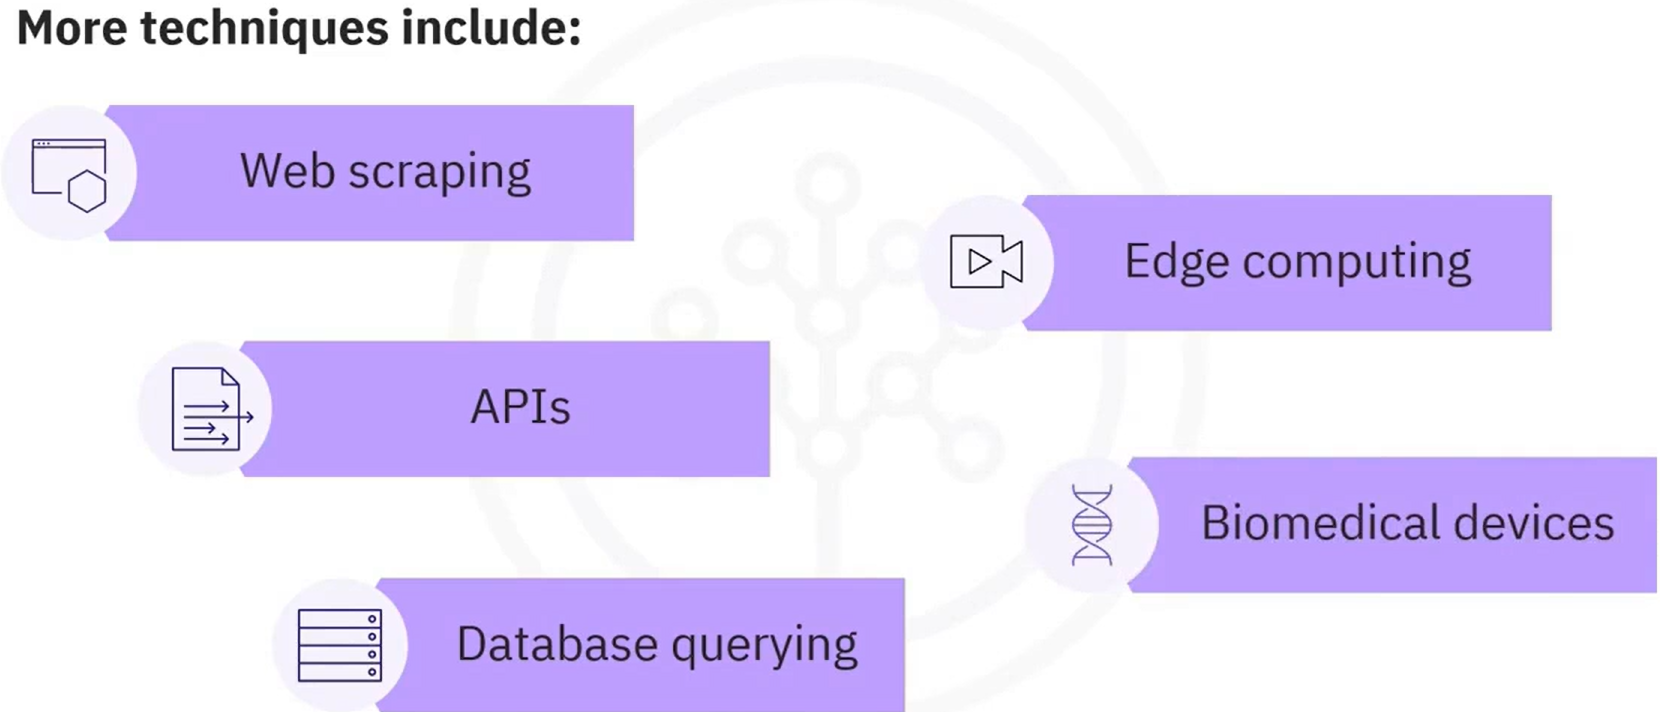 More techniques include:
Web scraping
Edge computing
APIs
Biomedical devices
Database querying